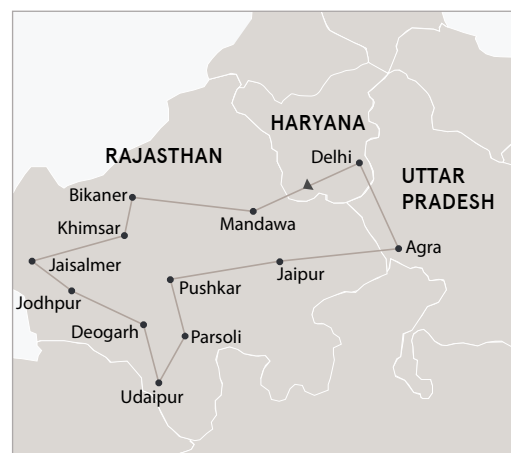 HARYANA
Delhi
RAJASTHAN
UTTAR
PRADESH
Bikaner
Mandawa
Khimsar
Agra
Jaisalmer
Jaipur
Pushkar
Jodhpur
Deogarh
Parsoli
Udaipur